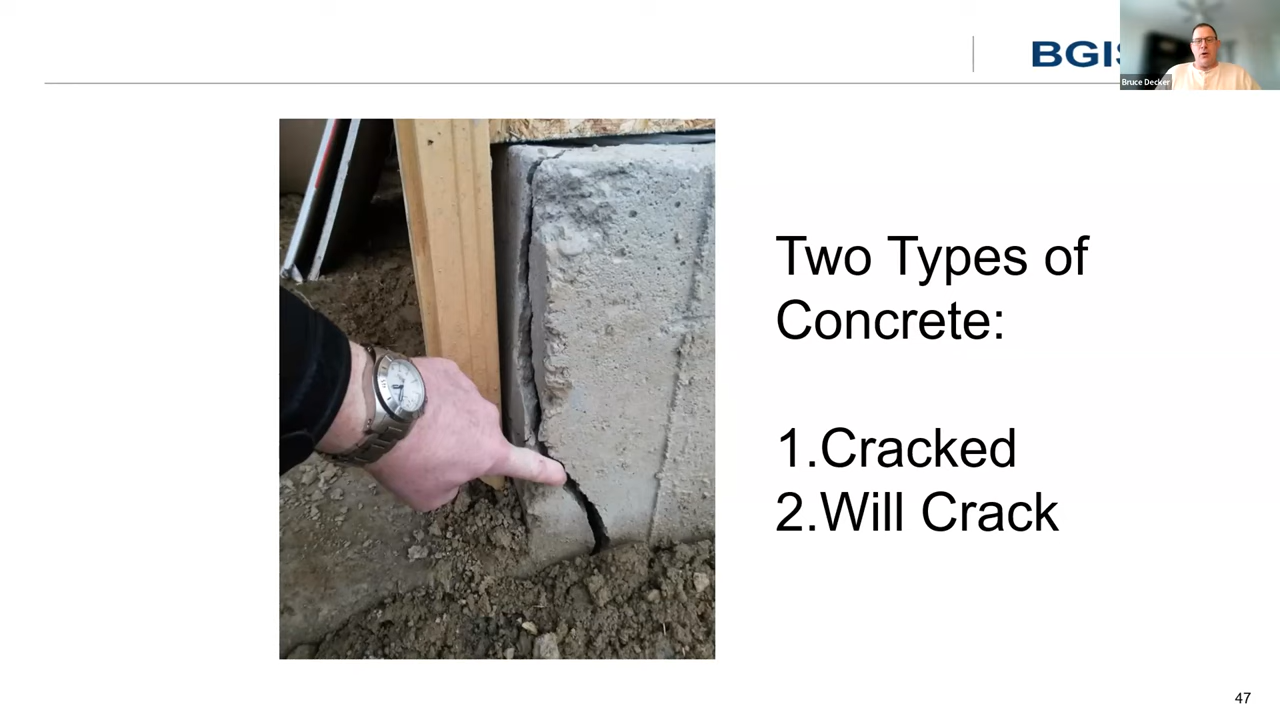 BGIS
Bruce Decker
Two Types of
Concrete:
1.Cracked
2.Will Crack
47